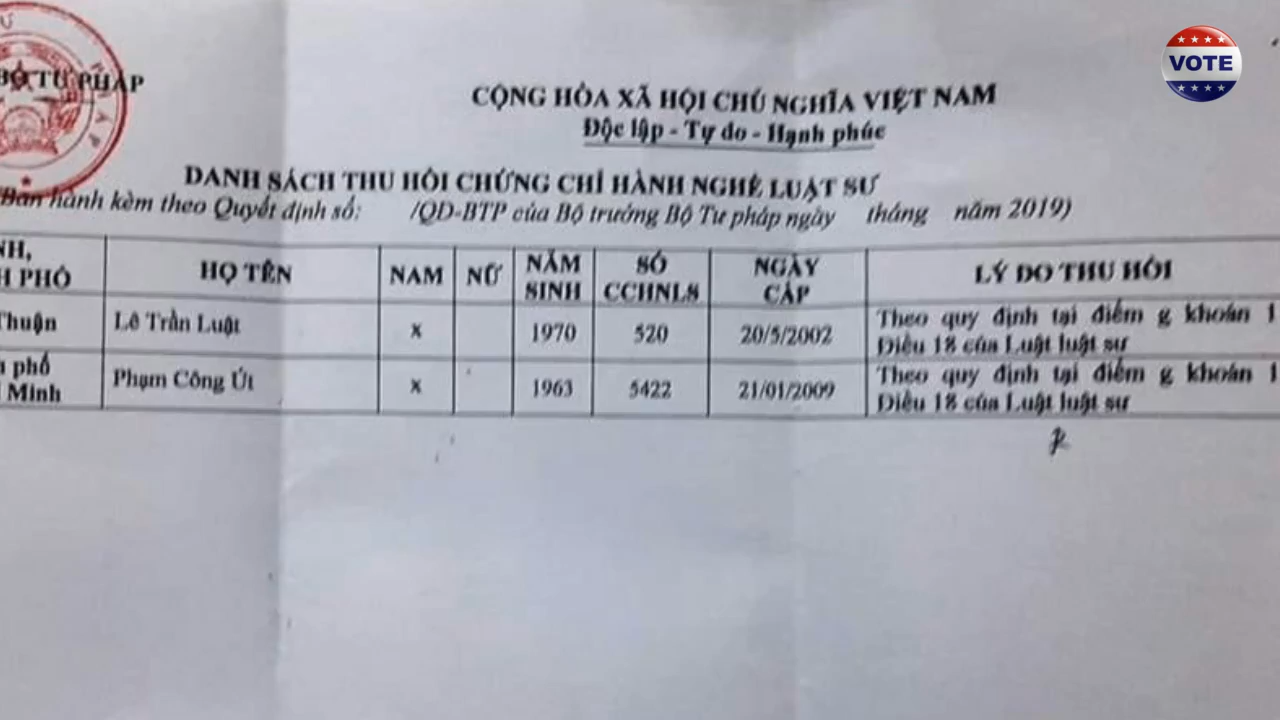 BỘ TƯ PHÁP
CỘNG HÒA XÃ HỘI CHỦ NGHĨA VIỆT NAM
Độc lập - Tự do - Hạnh phúc
DANH SÁCH THU HỒI CHỨNG CHỈ HÀNH NGHỀ LUẬT SƯ
Ban hành kèm theo Quyết định số: /QD-BTP của Bộ trưởng Bộ Tư pháp ngày tháng năm 2019)
PHỐ HỌ TÊN NAM NỮ NĂM SINH SỐ CCHNLS NGÀY CẤP LÝ DO THU HỒI
Thuận Lê Trần Luật x 1970 520 20/5/2002 Theo quy định tại điểm g khoản 1
Điều 18 của Luật luật sư
phố Minh Phạm Công Út x 1963 5422 21/01/2009 Theo quy định tại điểm g khoản 1
Điều 18 của Luật luật sư
VOTE